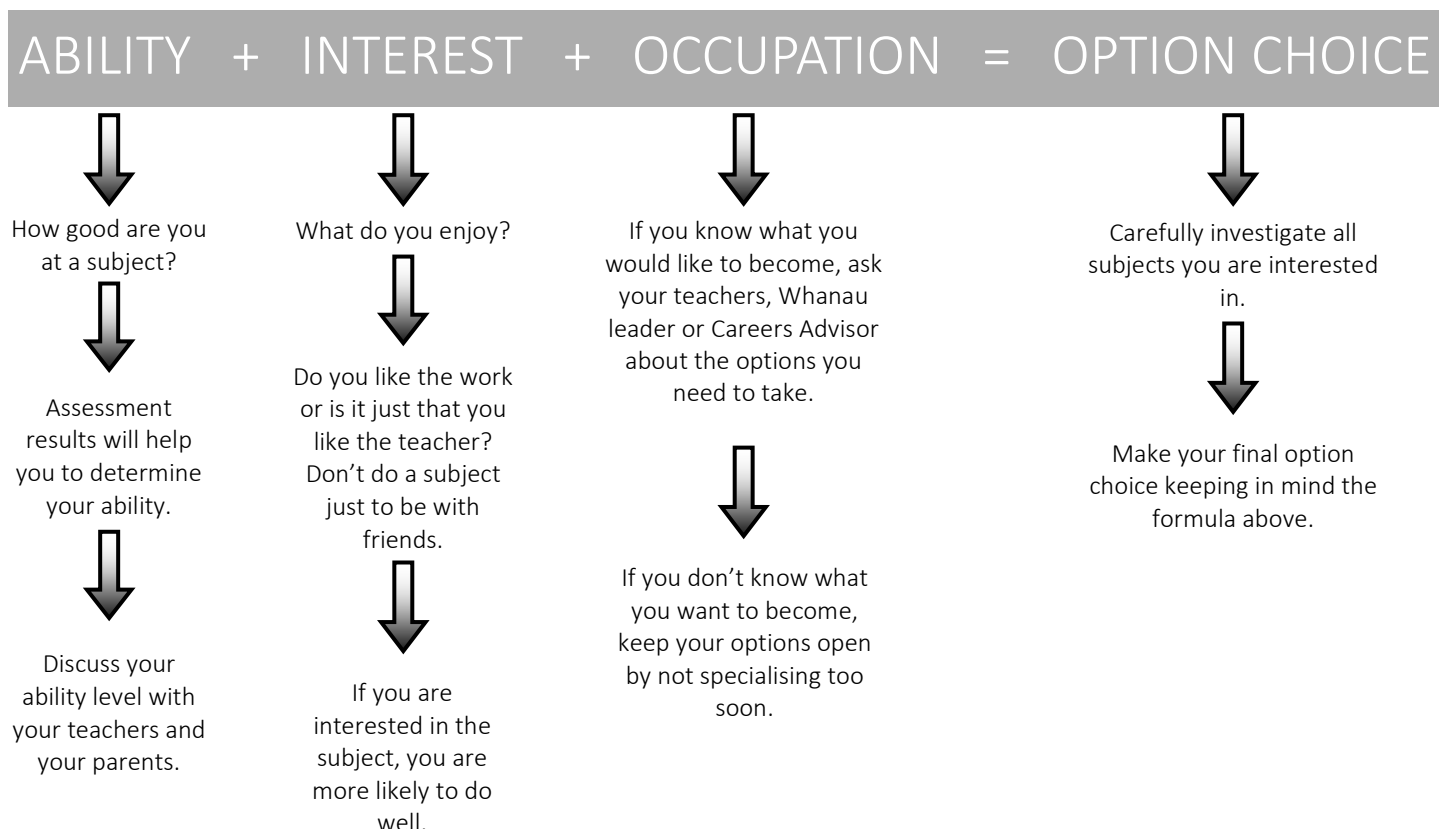 ABILITY + INTEREST + OCCUPATION = OPTION CHOICE
How good are you
at a subject?
Assessment
results will help
you to determine
your ability.
Discuss your
ability level with
your teachers and
your parents.
What do you enjoy?
Do you like the work
or is it just that you
like the teacher?
Don’t do a subject
just to be with
friends.
If you are
interested in the
subject, you are
more likely to do
well.
If you know what you
would like to become, ask
your teachers, Whanau
leader or Careers Advisor
about the options you
need to take.
If you don’t know what
you want to become,
keep your options open
by not specialising too
soon.
Carefully investigate all
subjects you are interested
in.
Make your final option
choice keeping in mind the
formula above.